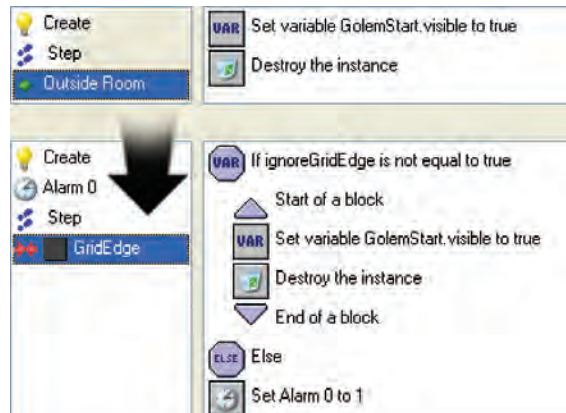 Create
Step
Outside Room
VAR Set variable GolemStart.visible to true
Destroy the instance
Create
Alarm 0
Step
GridEdge
VAR If ignoreGridEdge is not equal to true
Start of a block
VAR Set variable GolemStart.visible to true
Destroy the instance
End of a block
ELSE Else
Set Alarm 0 to 1